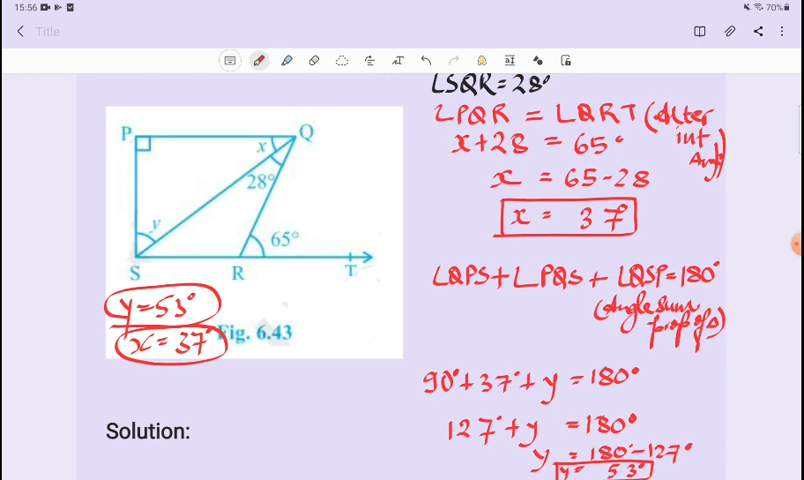 15:56
70%
Title
∠SQR = 28°
∠PQR = ∠QRT (Alter int Ang)
x + 28 = 65°
x = 65 - 28
x = 37
P
Q
x
28°
y
65°
S
R
T
y = 53°
x = 37°
Fig. 6.43
∠QPS + ∠PQS + ∠QSP = 180°
(Angle sum prop of Δ)
90° + 37° + y = 180°
127° + y = 180°
y = 180° - 127°
y = 53°
Solution: